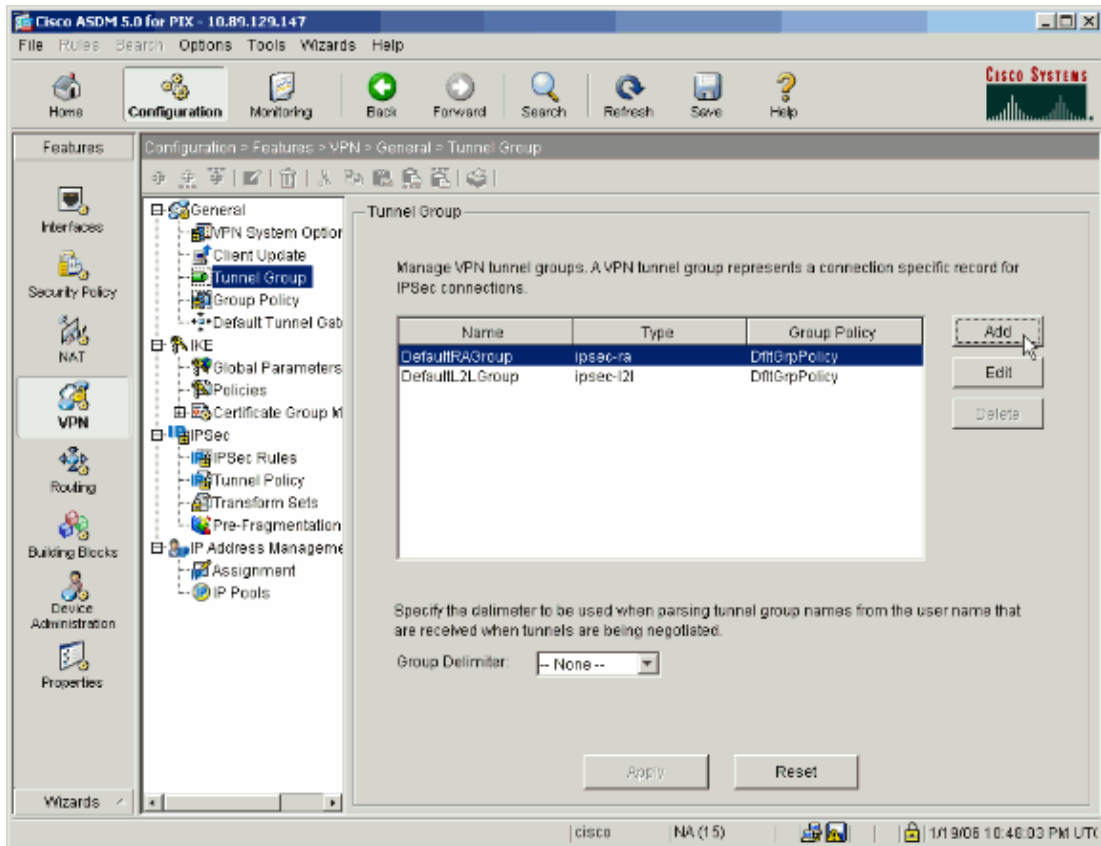 Cisco ASDM 5.0 for PIX - 10.89.129.147
File Rules Search Options Tools Wizards Help
Home Configuration Monitoring Back Forward Search Refresh Save Help
CISCO SYSTEMS
Features
Configuration > Features > VPN > General > Tunnel Group
Interfaces
Security Policy
NAT
VPN
Routing
Building Blocks
Device
Administration
Properties
Wizards
General
VPN System Option
Client Update
Tunnel Group
Group Policy
Default Tunnel Gat
IKE
Global Parameters
Policies
Certificate Group M
IPSec
IPSec Rules
Tunnel Policy
Transform Sets
Pre-Fragmentation
IP Address Manageme
Assignment
IP Pools
Tunnel Group
Manage VPN tunnel groups. A VPN tunnel group represents a connection specific record for
IPSec connections.
Name Type Group Policy
DefaultRAGroup ipsec-ra DfltGrpPolicy
DefaultL2LGroup ipsec-l2l DfltGrpPolicy
Add
Edit
Delete
Specify the delimeter to be used when parsing tunnel group names from the user name that
are received when tunnels are being negotiated.
Group Delimiter: -- None --
Apply Reset
cisco NA (15) 1/19/06 10:48:03 PM UTC